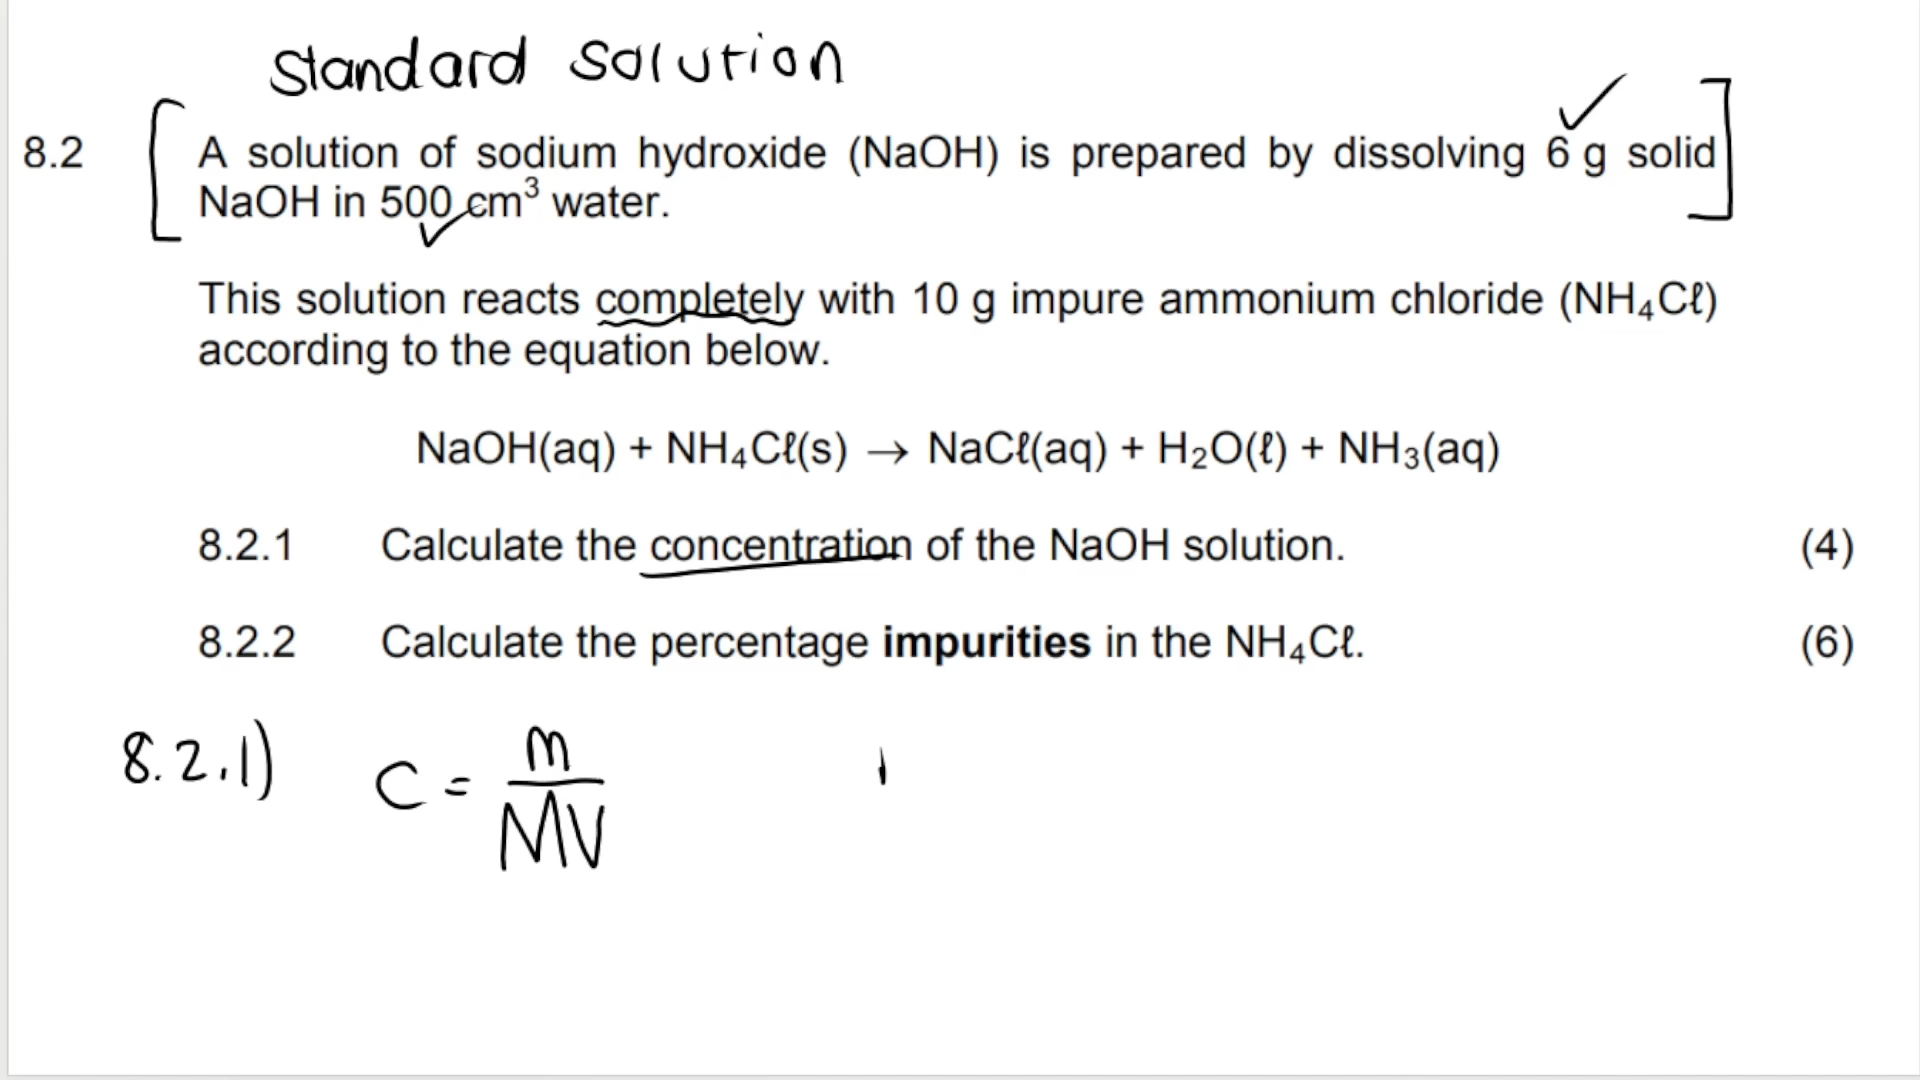 Standard Solution
8.2 A solution of sodium hydroxide (NaOH) is prepared by dissolving 6 g solid
NaOH in 500 cm³ water.
This solution reacts completely with 10 g impure ammonium chloride (NH₄Cℓ)
according to the equation below.
NaOH(aq) + NH₄Cℓ(s) → NaCℓ(aq) + H₂O(ℓ) + NH₃(aq)
8.2.1 Calculate the concentration of the NaOH solution. (4)
8.2.2 Calculate the percentage impurities in the NH₄Cℓ. (6)
8.2.1) C = m
MV